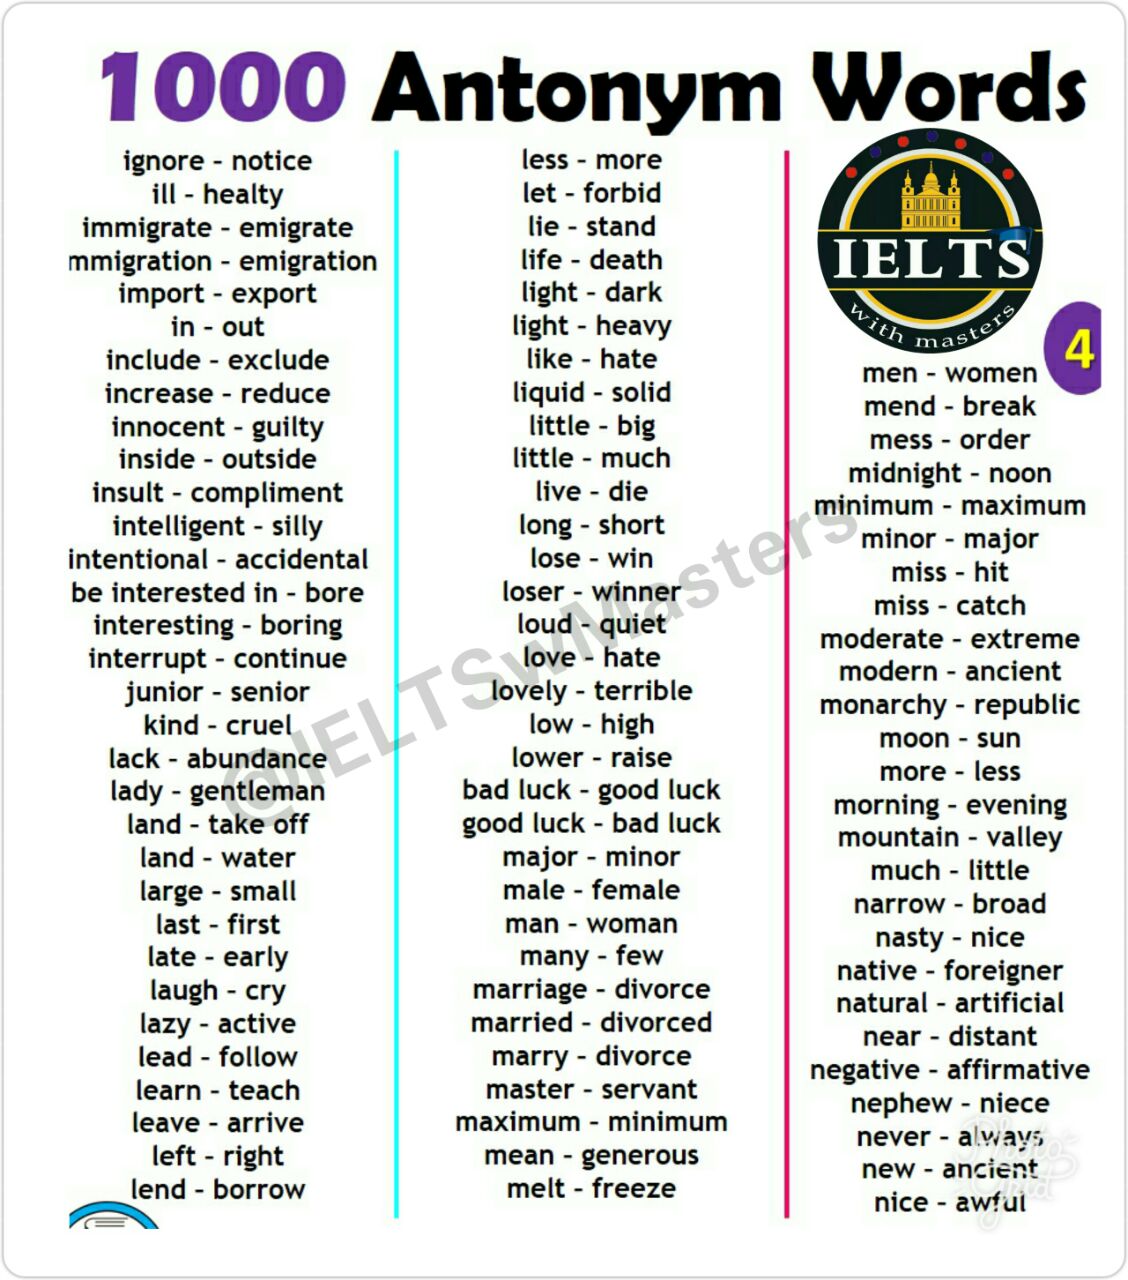 1000 Antonym Words
ignore – notice
ill – healty
immigrate – emigrate
mmigration – emigration
import – export
in – out
include – exclude
increase – reduce
innocent – guilty
inside – outside
insult – compliment
intelligent – silly
intentional – accidental
be interested in – bore
interesting – boring
interrupt – continue
junior – senior
kind – cruel
lack – abundance
lady – gentleman
land – take off
land – water
large – small
last – first
late – early
laugh – cry
lazy – active
lead – follow
learn – teach
leave – arrive
left – right
lend – borrow
less – more
let – forbid
lie – stand
life – death
light – dark
light – heavy
like – hate
liquid – solid
little – big
little – much
live – die
long – short
lose – win
loser – winner
loud – quiet
love – hate
lovely – terrible
low – high
lower – raise
bad luck – good luck
good luck – bad luck
major – minor
male – female
man – woman
many – few
marriage – divorce
married – divorced
marry – divorce
master – servant
maximum – minimum
mean – generous
melt – freeze
IELTS
with masters
4
men – women
mend – break
mess – order
midnight – noon
minimum – maximum
minor – major
miss – hit
miss – catch
moderate – extreme
modern – ancient
monarchy – republic
moon – sun
more – less
morning – evening
mountain – valley
much – little
narrow – broad
nasty – nice
native – foreigner
natural – artificial
near – distant
negative – affirmative
nephew – niece
never – always
new – ancient
nice – awful
@IELTSwMasters
Photo
Grid